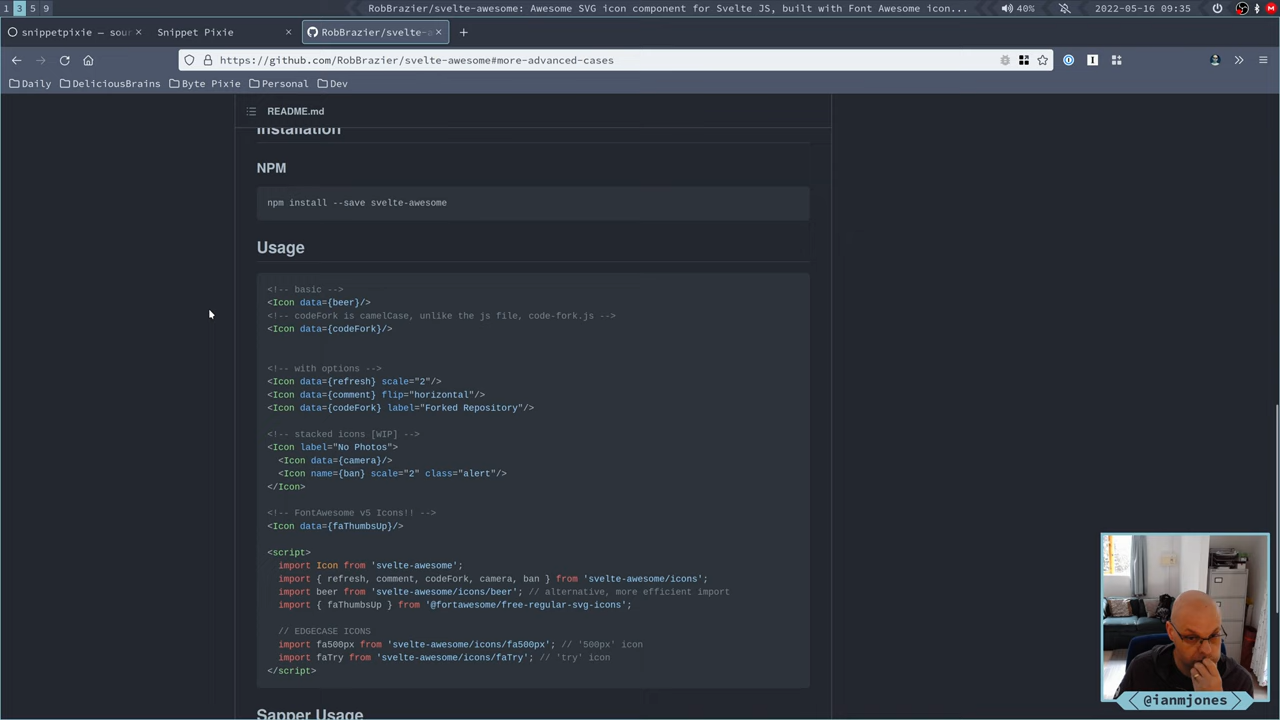 1 3 5 9
RobBrazier/svelte-awesome: Awesome SVG icon component for Svelte JS, built with Font Awesome icon...
40%
2022-05-16 09:35
snippetpixie — sour
Snippet Pixie
RobBrazier/svelte-a
https://github.com/RobBrazier/svelte-awesome#more-advanced-cases
Daily
DeliciousBrains
Byte Pixie
Personal
Dev
README.md
Installation
NPM
npm install --save svelte-awesome
Usage
<!-- basic -->
<Icon data={beer}/>
<!-- codeFork is camelCase, unlike the js file, code-fork.js -->
<Icon data={codeFork}/>
<!-- with options -->
<Icon data={refresh} scale="2"/>
<Icon data={comment} flip="horizontal"/>
<Icon data={codeFork} label="Forked Repository"/>
<!-- stacked icons [WIP] -->
<Icon label="No Photos">
<Icon data={camera}/>
<Icon name={ban} scale="2" class="alert"/>
</Icon>
<!-- FontAwesome v5 Icons!! -->
<Icon data={faThumbsUp}/>
<script>
import Icon from 'svelte-awesome';
import { refresh, comment, codeFork, camera, ban } from 'svelte-awesome/icons';
import beer from 'svelte-awesome/icons/beer'; // alternative, more efficient import
import { faThumbsUp } from '@fortawesome/free-regular-svg-icons';
// EDGECASE ICONS
import fa500px from 'svelte-awesome/icons/fa500px'; // '500px' icon
import faTry from 'svelte-awesome/icons/faTry'; // 'try' icon
</script>
Sapper Usage
@ianmjones